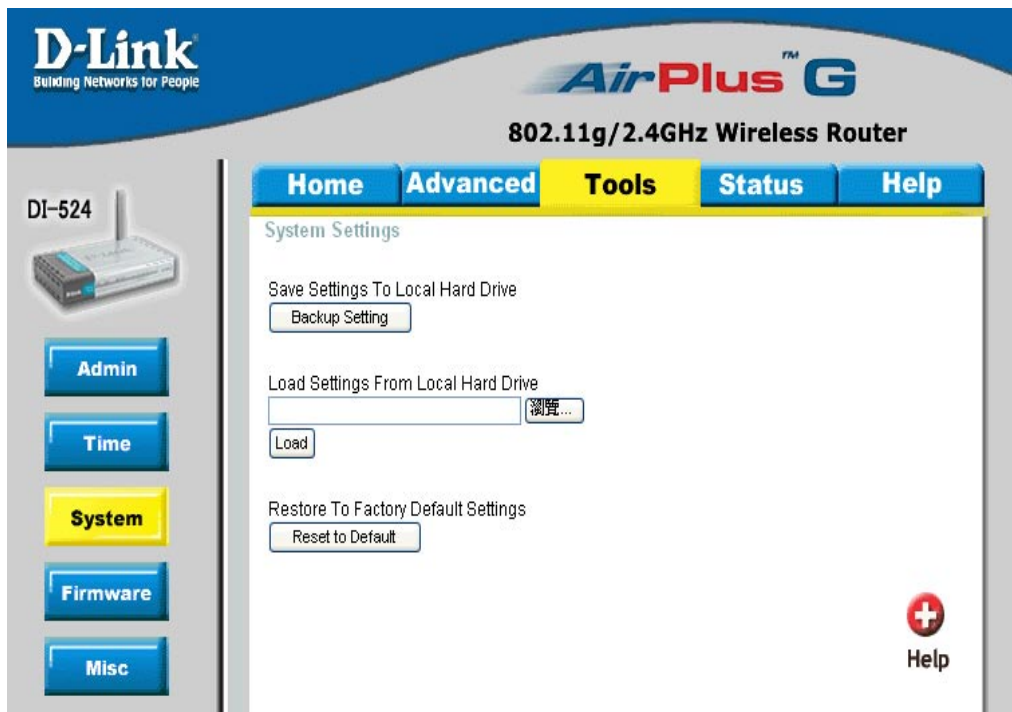 D-Link
Building Networks for People
AirPlus™ G
802.11g/2.4GHz Wireless Router
DI-524
Home Advanced Tools Status Help
System Settings
Save Settings To Local Hard Drive
Backup Setting
Admin
Load Settings From Local Hard Drive
瀏覽...
Load
Time
System
Restore To Factory Default Settings
Reset to Default
Firmware
Misc
Help